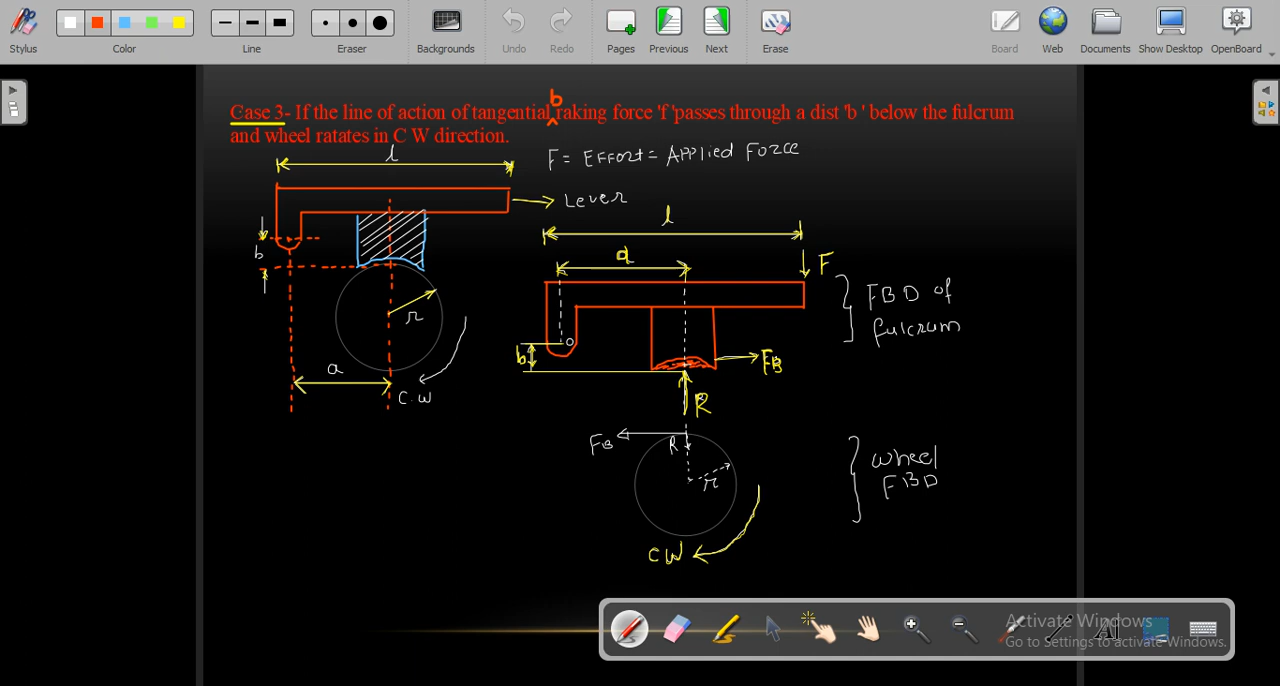 Stylus
Color
Line
Eraser
Backgrounds
Undo
Redo
Pages
Previous
Next
Erase
Board
Web
Documents
Show Desktop
OpenBoard
b
Case 3- If the line of action of tangential raking force 'f 'passes through a dist 'b ' below the fulcrum
and wheel ratates in C W direction.
l
F = Effort = Applied Force
Lever
b
r
a
C.W
l
a
F
o
b
FB
R
FBD of
fulcrum
FB
R
r
CW
wheel
FBD
Activate Windows
Go to Settings to activate Windows.